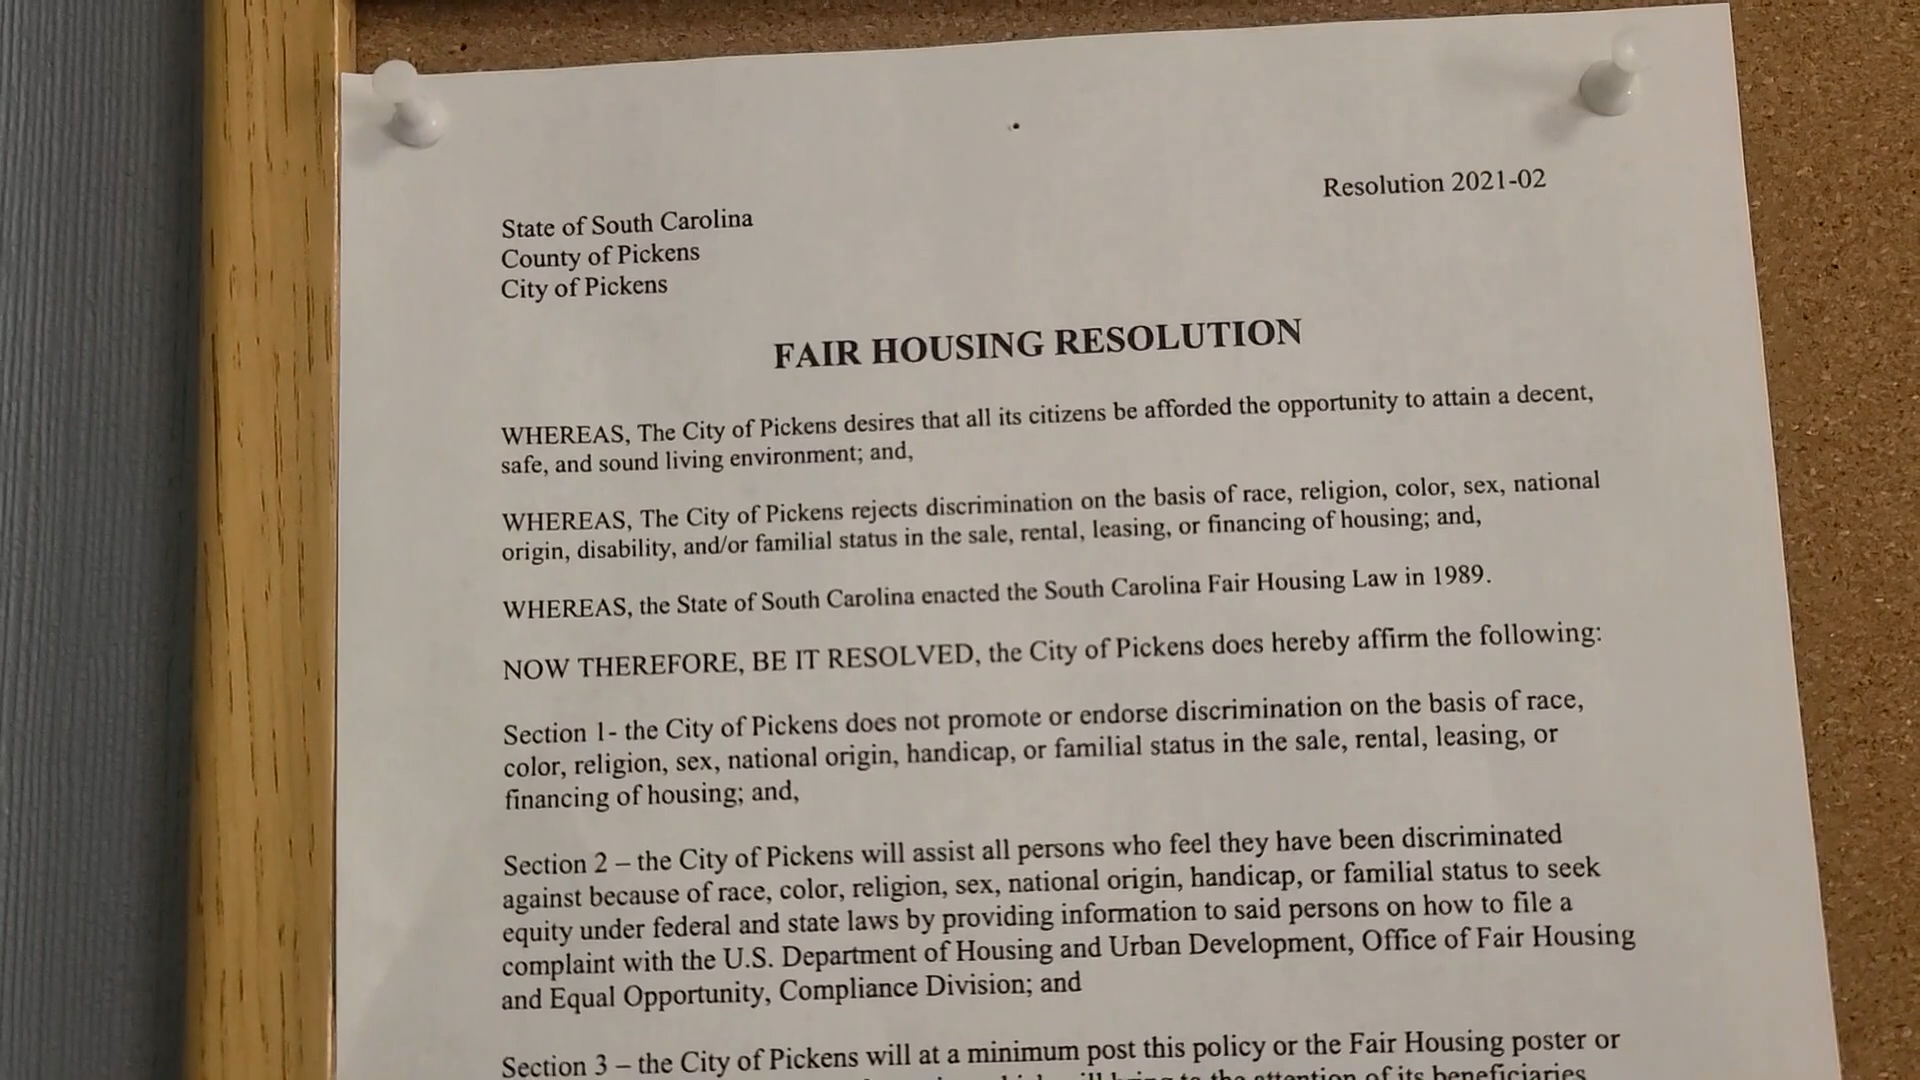 Resolution 2021-02
State of South Carolina
County of Pickens
City of Pickens
FAIR HOUSING RESOLUTION
WHEREAS, The City of Pickens desires that all its citizens be afforded the opportunity to attain a decent,
safe, and sound living environment; and,
WHEREAS, The City of Pickens rejects discrimination on the basis of race, religion, color, sex, national
origin, disability, and/or familial status in the sale, rental, leasing, or financing of housing; and,
WHEREAS, the State of South Carolina enacted the South Carolina Fair Housing Law in 1989.
NOW THEREFORE, BE IT RESOLVED, the City of Pickens does hereby affirm the following:
Section 1- the City of Pickens does not promote or endorse discrimination on the basis of race,
color, religion, sex, national origin, handicap, or familial status in the sale, rental, leasing, or
financing of housing; and,
Section 2 – the City of Pickens will assist all persons who feel they have been discriminated
against because of race, color, religion, sex, national origin, handicap, or familial status to seek
equity under federal and state laws by providing information to said persons on how to file a
complaint with the U.S. Department of Housing and Urban Development, Office of Fair Housing
and Equal Opportunity, Compliance Division; and
Section 3 – the City of Pickens will at a minimum post this policy or the Fair Housing poster or
will bring to the attention of its beneficiaries